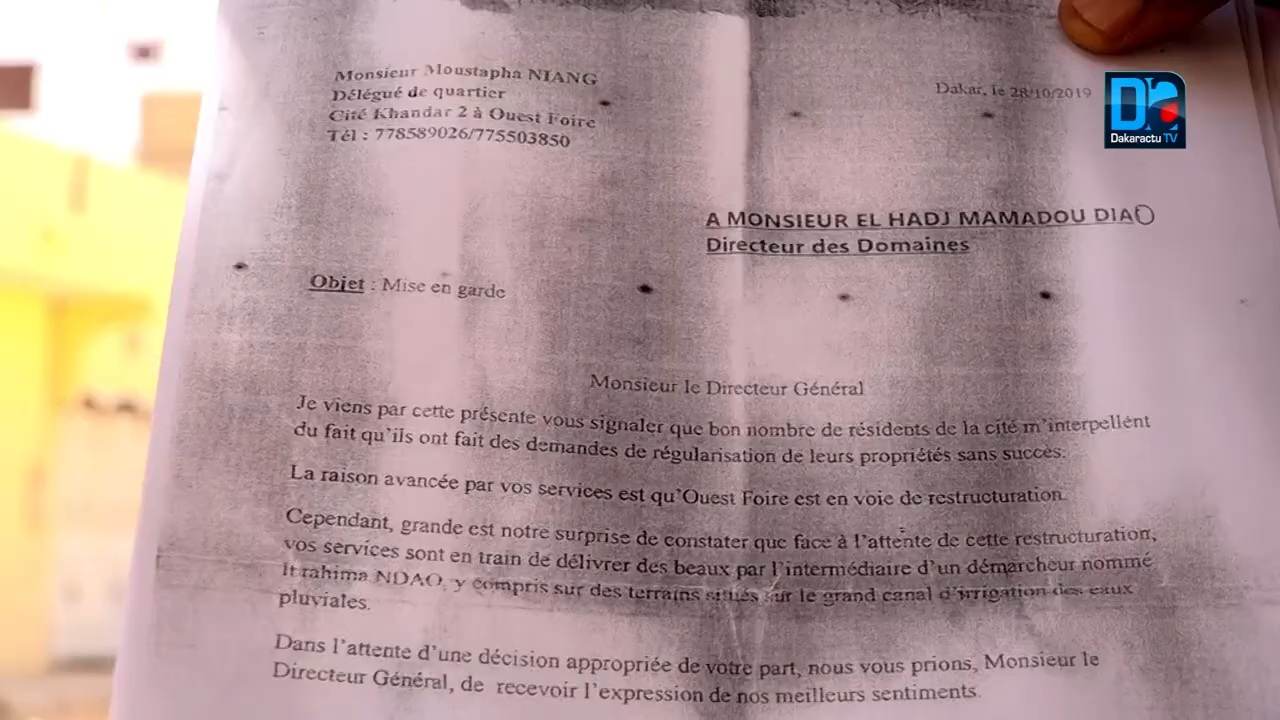 Monsieur Moustapha NIANG
Délégué de quartier
Cité Khandar 2 à Ouest Foire
Tél : 778589026/775503850
Dakar, le 28/10/2019
Dakaractu TV
A MONSIEUR EL HADJ MAMADOU DIAO
Directeur des Domaines
Objet : Mise en garde
Monsieur le Directeur Général
Je viens par cette présente vous signaler que bon nombre de résidents de la cité m'interpellent
du fait qu'ils ont fait des demandes de régularisation de leurs propriétés sans succès.
La raison avancée par vos services est qu'Ouest Foire est en voie de restructuration.
Cependant, grande est notre surprise de constater que face à l'attente de cette restructuration,
vos services sont en train de délivrer des beaux par l'intermédiaire d'un démarcheur nommé
Ibrahima NDAO, y compris sur des terrains situés sur le grand canal d'irrigation des eaux
pluviales.
Dans l'attente d'une décision appropriée de votre part, nous vous prions, Monsieur le
Directeur Général, de recevoir l'expression de nos meilleurs sentiments.